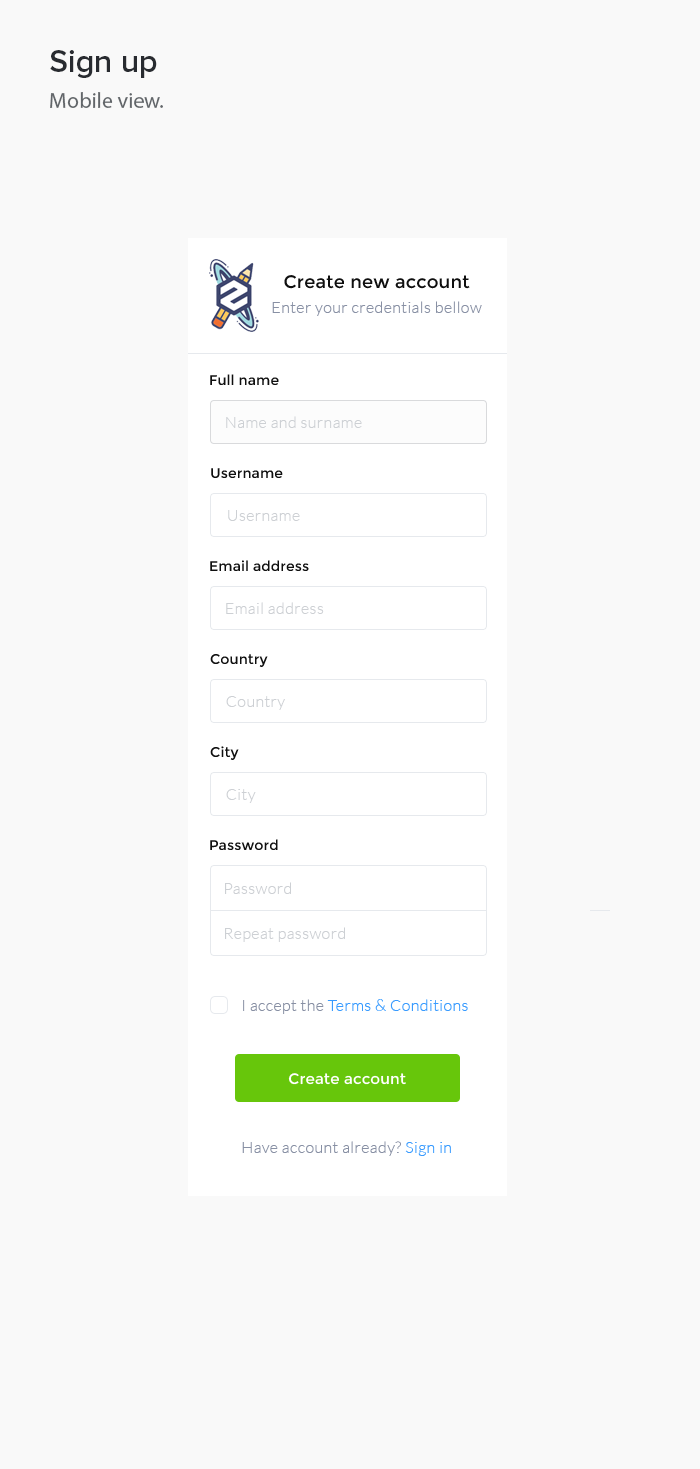 Sign up
Mobile view.
Create new account
Enter your credentials bellow
Full name
Name and surname
Username
Username
Email address
Email address
Country
Country
City
City
Password
Password
Repeat password
I accept the Terms & Conditions
Create account
Have account already? Sign in